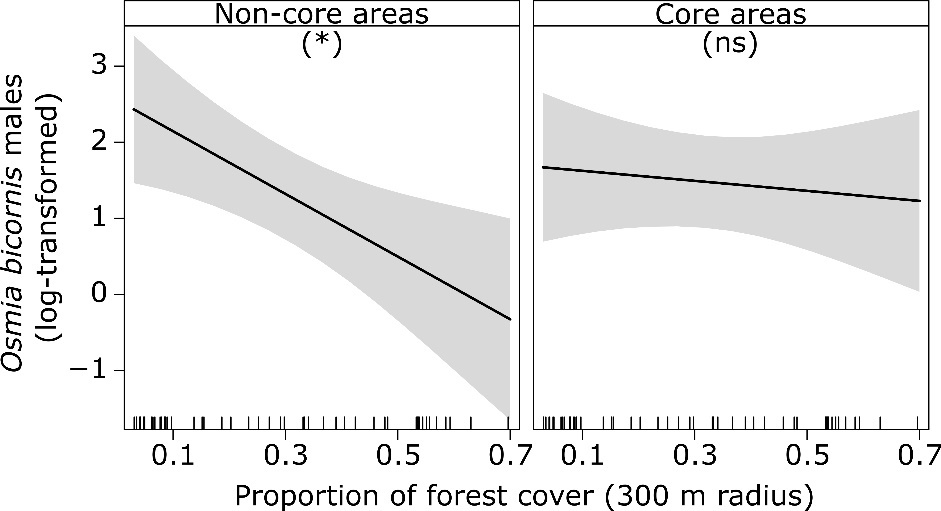 Non-core areas
Core areas
(*)
(ns)
Osmia bicornis males
(log-transformed)
3
2
1
0
−1
0.1
0.3
0.5
0.7
0.1
0.3
0.5
0.7
Proportion of forest cover (300 m radius)